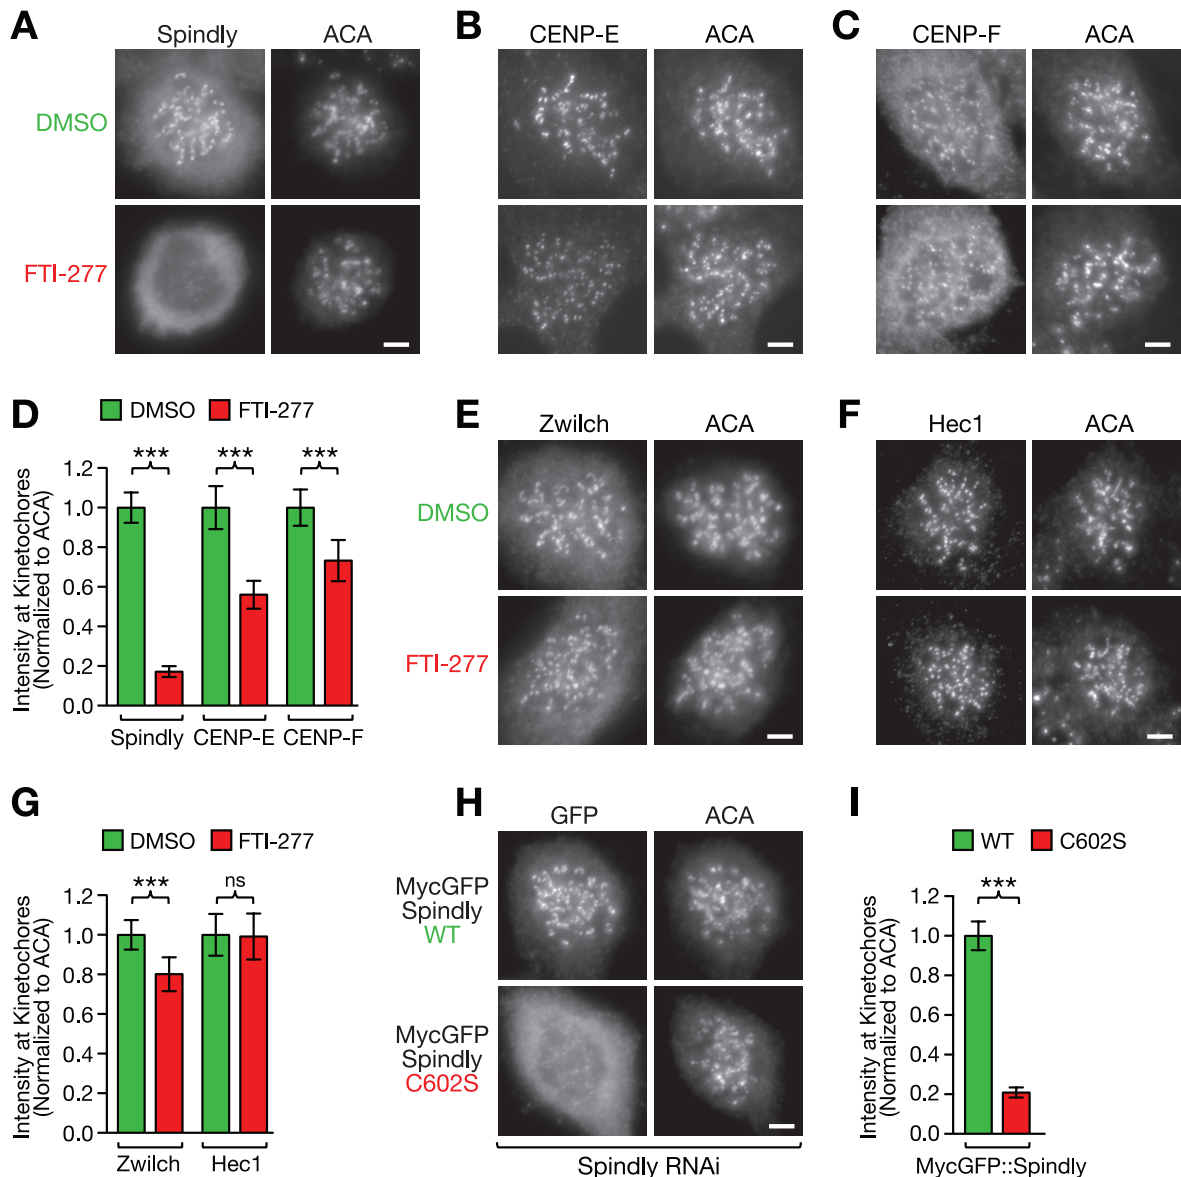 A
Spindly ACA
DMSO
FTI-277
B
CENP-E ACA
C
CENP-F ACA
D
DMSO FTI-277
Intensity at Kinetochores
(Normalized to ACA)
1.2
1.0
0.8
0.6
0.4
0.2
0.0
*** *** ***
Spindly CENP-E CENP-F
E
Zwilch ACA
DMSO
FTI-277
F
Hec1 ACA
G
DMSO FTI-277
Intensity at Kinetochores
(Normalized to ACA)
1.2
1.0
0.8
0.6
0.4
0.2
0.0
*** ns
Zwilch Hec1
H
GFP ACA
MycGFP
Spindly
WT
MycGFP
Spindly
C602S
Spindly RNAi
I
WT C602S
Intensity at Kinetochores
(Normalized to ACA)
1.2
1.0
0.8
0.6
0.4
0.2
0.0
***
MycGFP::Spindly